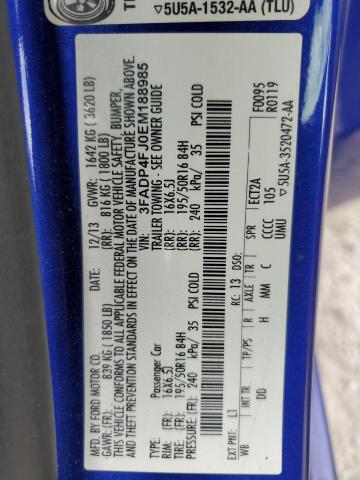 ▽5U5A-1532-AA (TLU)
MFD. BY FORD MOTOR CO.
12/13 GVWR: 1642 KG ( 3620 LB)
GAWR: (FR): 839 KG (1850 LB) (RR): 816 KG (1800 LB)
THIS VEHICLE CONFORMS TO ALL APPLICABLE FEDERAL MOTOR VEHICLE SAFETY, BUMPER,
AND THEFT PREVENTION STANDARDS IN EFFECT ON THE DATE OF MANUFACTURE SHOWN ABOVE.
VIN: 3FADP4FJ0EM188985
TYPE: Passenger Car TRAILER TOWING - SEE OWNER GUIDE
RIM: (FR): 16X6.5J (RR): 16X6.5J
TIRES: (FR): 195/50R16 84H (RR): 195/50R16 84H
PRESSURE:(FR): 240 kPa/ 35 PSI COLD (RR): 240 kPa/ 35 PSI COLD
EXT PNT: L1 RC: 13 DSO: F0095
R0119
WB INT TR TP/PS R AXLE TR SPR ECT2A
DD H MM C CCCC 105
UMU
▽5U5A-3520472-AA